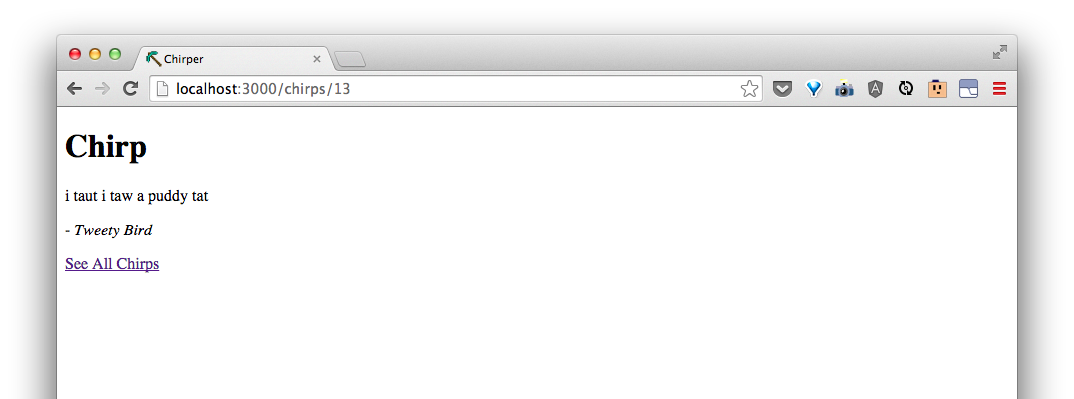 Chirper
localhost:3000/chirps/13
Chirp
i taut i taw a puddy tat
- Tweety Bird
See All Chirps